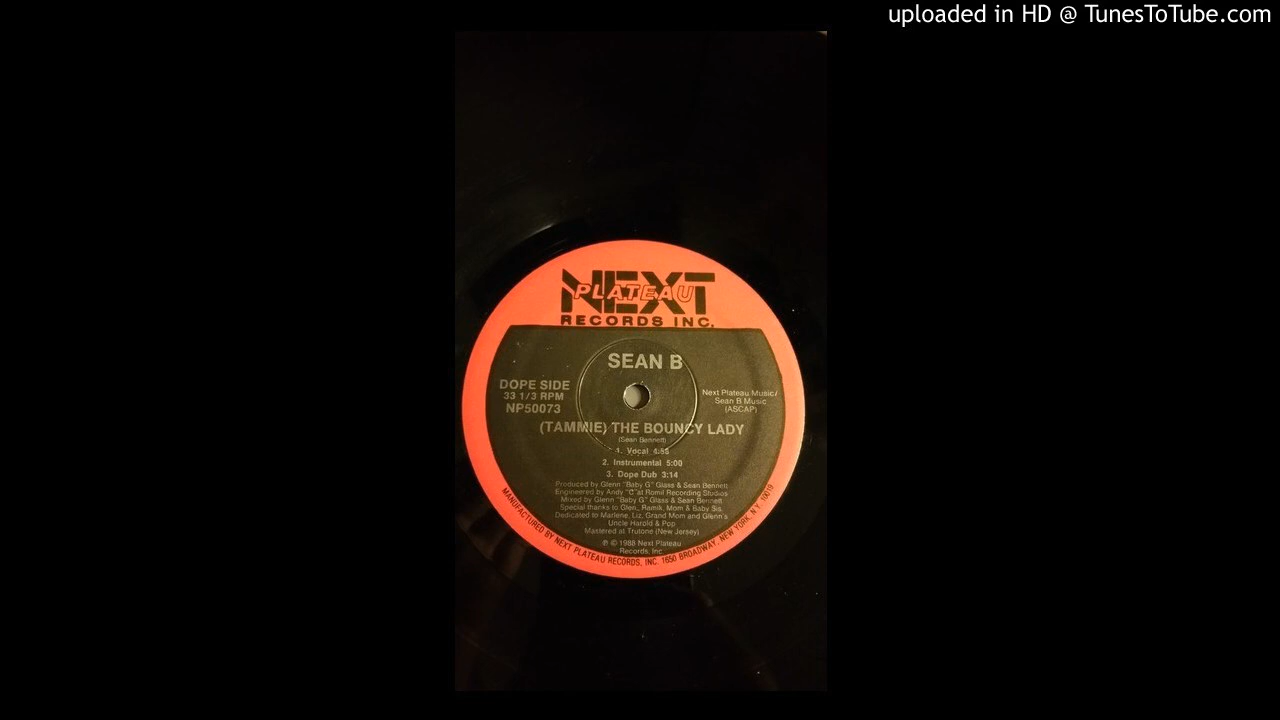 uploaded in HD @ TunesToTube.com
NEXT
PLATEAU
RECORDS INC.
SEAN B
DOPE SIDE
33 1/3 RPM
NP50073
Next Plateau Music/
Sean B Music
(ASCAP)
(TAMMIE) THE BOUNCY LADY
(Sean Bennett)
1. Vocal 4:58
2. Instrumental 5:00
3. Dope Dub 3:14
Produced by Glenn "Baby G" Glass & Sean Bennett
Engineered by Andy "C" at Romil Recording Studios
Mixed by Glenn "Baby G" Glass & Sean Bennett
Special thanks to Glen, Ramik, Mom & Baby Sis.
Dedicated to Marlene, Liz, Grand Mom and Glenn's
Uncle Harold & Pop
Mastered at Trutone (New Jersey)
℗ © 1988 Next Plateau
Records, Inc.
MANUFACTURED BY NEXT PLATEAU RECORDS, INC. 1650 BROADWAY, NEW YORK, N.Y. 10019